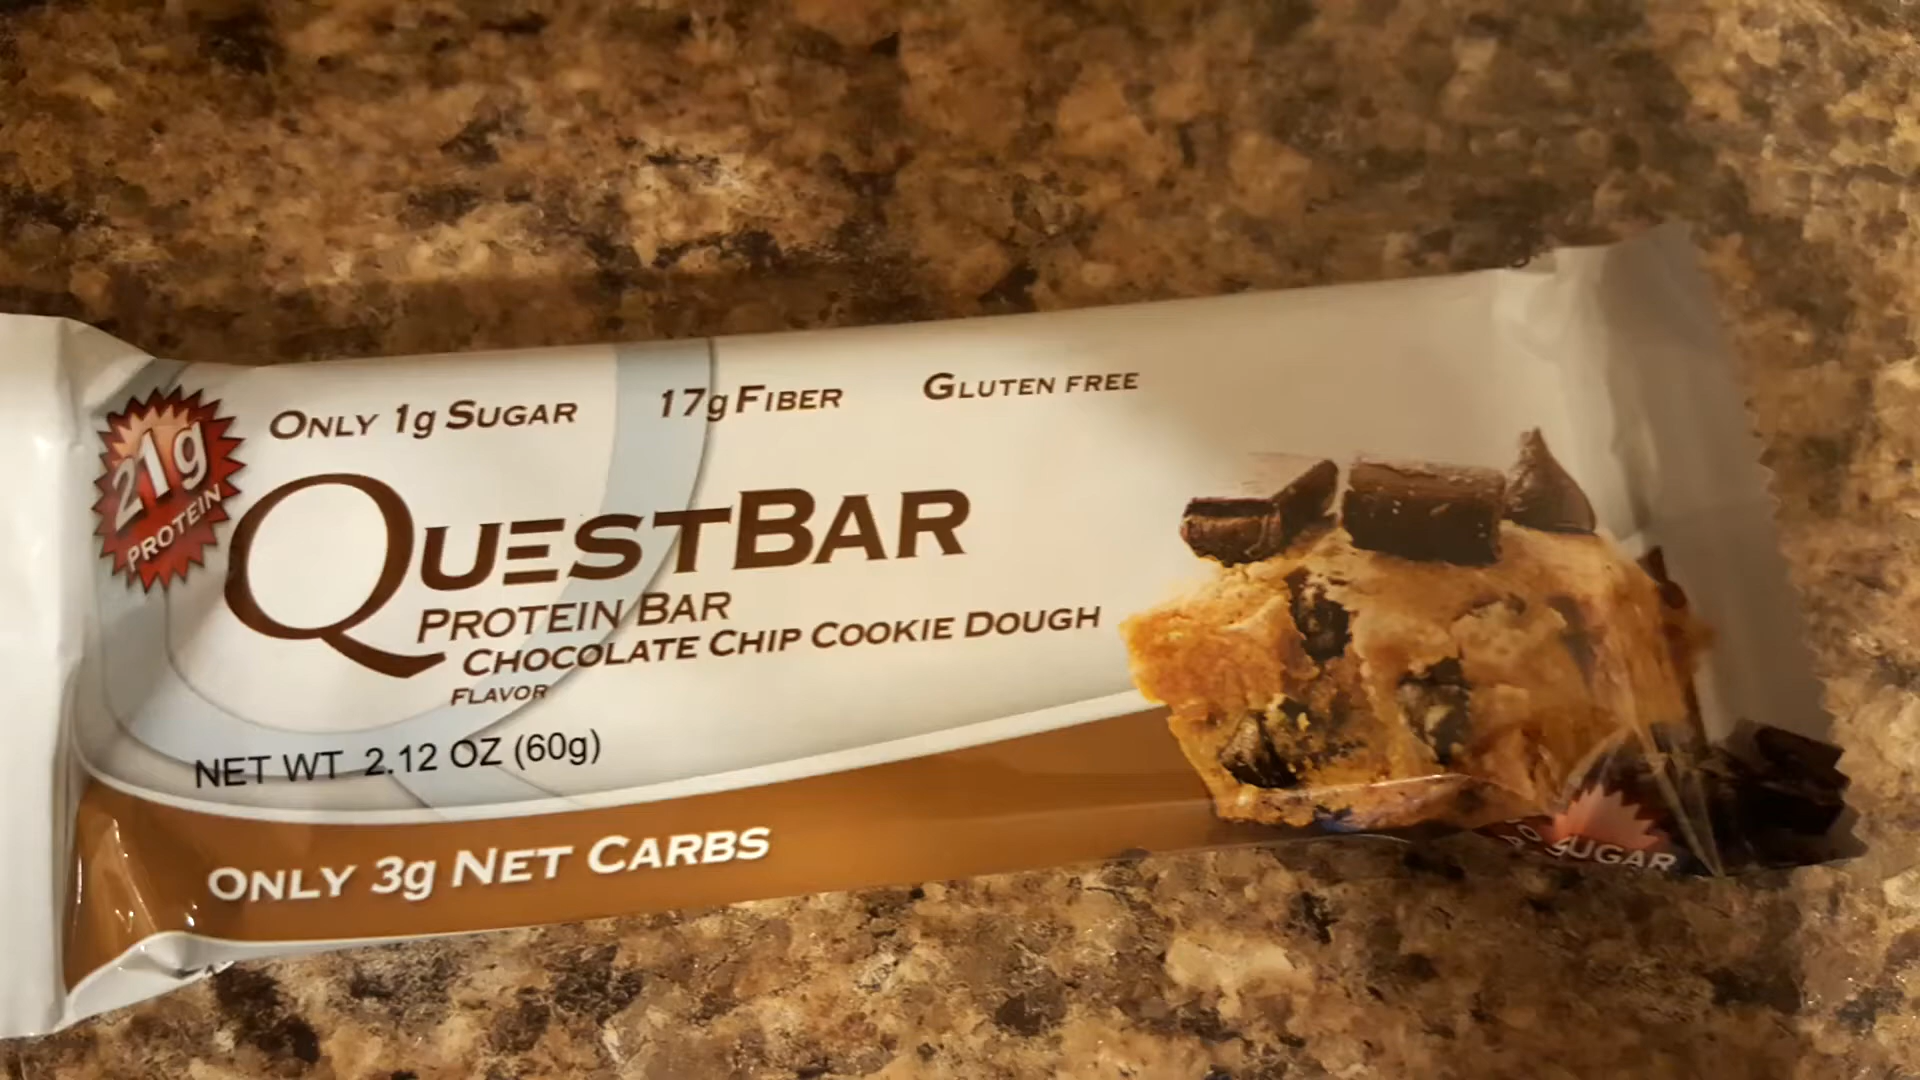 21g
PROTEIN
ONLY 1g SUGAR 17g FIBER GLUTEN FREE
QUESTBAR
PROTEIN BAR
CHOCOLATE CHIP COOKIE DOUGH
FLAVOR
NET WT 2.12 OZ (60g)
ONLY 3g NET CARBS
SUGAR